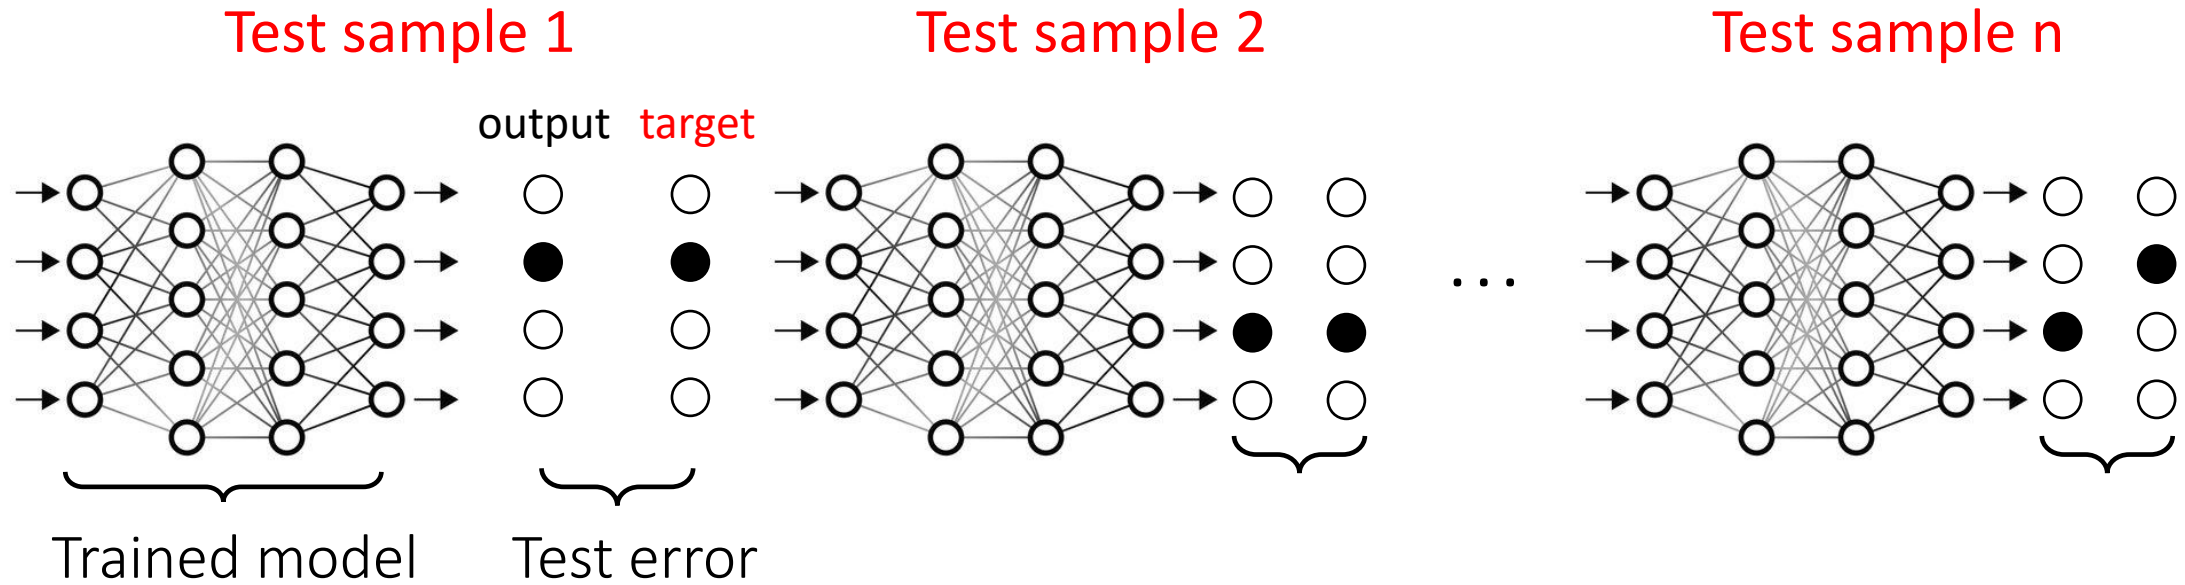 Test sample 1
Test sample 2
Test sample n
output
target
...
Trained model
Test error